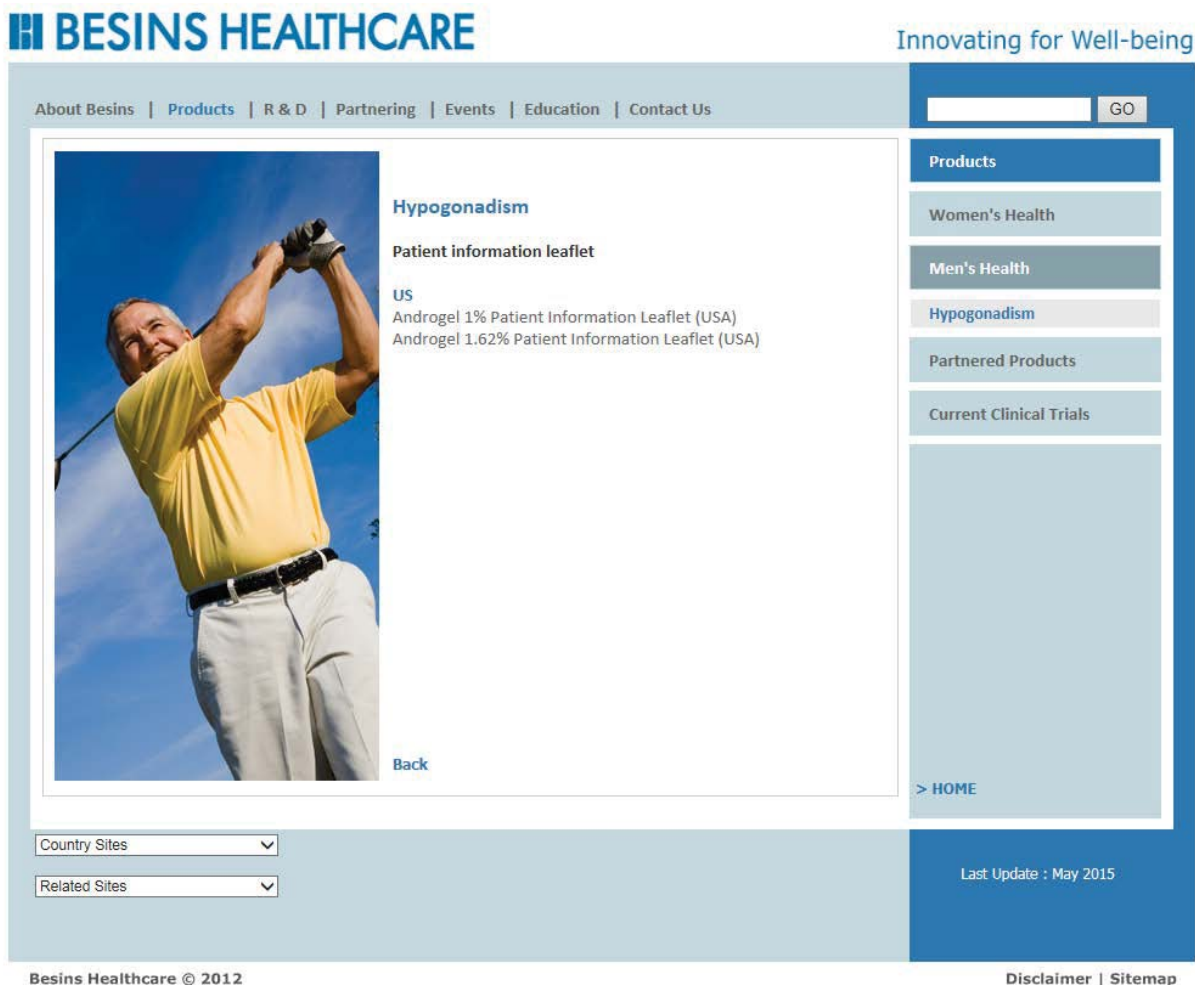 BESINS HEALTHCARE
Innovating for Well-being
About Besins | Products | R & D | Partnering | Events | Education | Contact Us
GO
Hypogonadism
Patient information leaflet
US
Androgel 1% Patient Information Leaflet (USA)
Androgel 1.62% Patient Information Leaflet (USA)
Back
Products
Women's Health
Men's Health
Hypogonadism
Partnered Products
Current Clinical Trials
> HOME
Country Sites
Related Sites
Last Update : May 2015
Besins Healthcare © 2012
Disclaimer | Sitemap